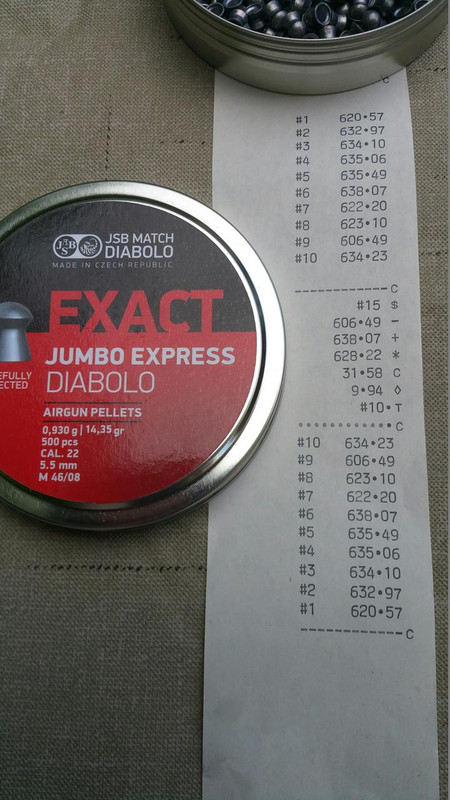 C
#1 620•57
#2 632•97
#3 634•10
#4 635•06
#5 635•49
#6 638•07
#7 622•20
#8 623•10
#9 606•49
#10 634•23
-----------C
#15 $
606•49 -
638•07 +
628•22 *
31•58 C
9•94 ◊
#10•T
•••••••••••C
#10 634•23
#9 606•49
#8 623•10
#7 622•20
#6 638•07
#5 635•49
#4 635•06
#3 634•10
#2 632•97
#1 620•57
-----------C
JSB
JSB MATCH
DIABOLO
MADE IN CZECH REPUBLIC
EXACT
JUMBO EXPRESS
DIABOLO
EFULLY
ECTED
AIRGUN PELLETS
0,930 g | 14,35 gr
500 pcs
CAL. 22
5.5 mm
M 46/08